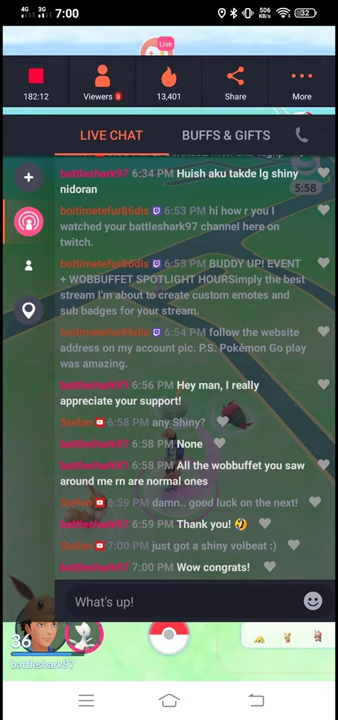 4G 3G 7:00 506 KB/s 32
Live
182:12
Viewers 8
13,401
Share
More
LIVE CHAT
BUFFS & GIFTS
battleshark97 6:34 PM Huish aku takde lg shiny
nidoran
5:58
boitimetefur86dis 6:53 PM hi how r you I
watched your battleshark97 channel here on
twitch.
boitimetefur86dis 6:53 PM BUDDY UP! EVENT
+ WOBBUFFET SPOTLIGHT HOURSimply the best
stream I'm about to create custom emotes and
sub badges for your stream.
boitimetefur86dis 6:54 PM follow the website
address on my account pic. P.S. Pokémon Go play
was amazing.
battleshark97 6:56 PM Hey man, I really
appreciate your support!
Stefan 6:58 PM any Shiny?
battleshark97 6:58 PM None
battleshark97 6:58 PM All the wobbuffet you saw
around me rn are normal ones
Stefan 6:59 PM damn.. good luck on the next!
battleshark97 6:59 PM Thank you! 🤣
Stefan 7:00 PM just got a shiny volbeat :)
battleshark97 7:00 PM Wow congrats!
What's up!
36
battleshark97